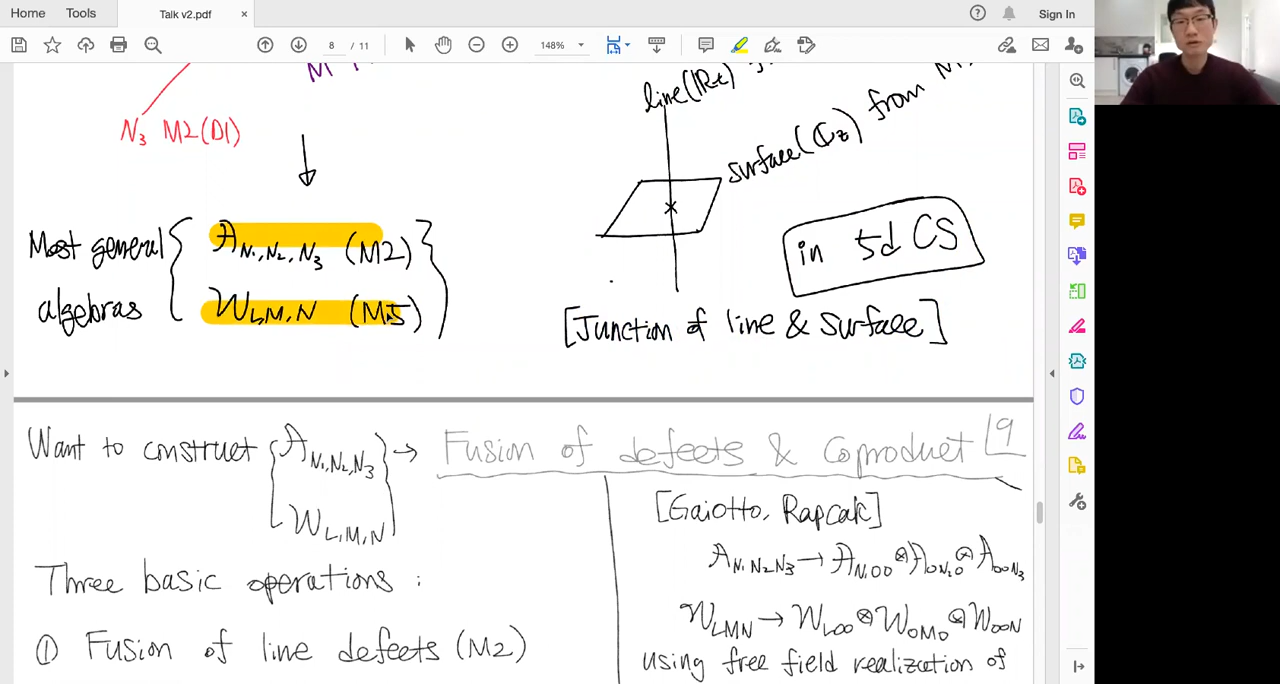 Home Tools Talk v2.pdf × Sign In
8 / 11 148%
N₃ M2(D1)
line(ℝt)
surface(ℂz) from
Most general
algebras
A N₁,N₂,N₃ (M2)
W L,M,N (M5)
in 5d CS
[Junction of line & surface]
Want to construct { A N₁,N₂,N₃ → Fusion of defects & Coproduct 9
W L,M,N
[Gaiotto, Rapcak]
A N₁N₂N₃ → A N₁00 ⊗ A 0N₂0 ⊗ A 00N₃
Three basic operations :
W LMN → W L00 ⊗ W 0M0 ⊗ W 00N
① Fusion of line defects (M2)
using free field realization of